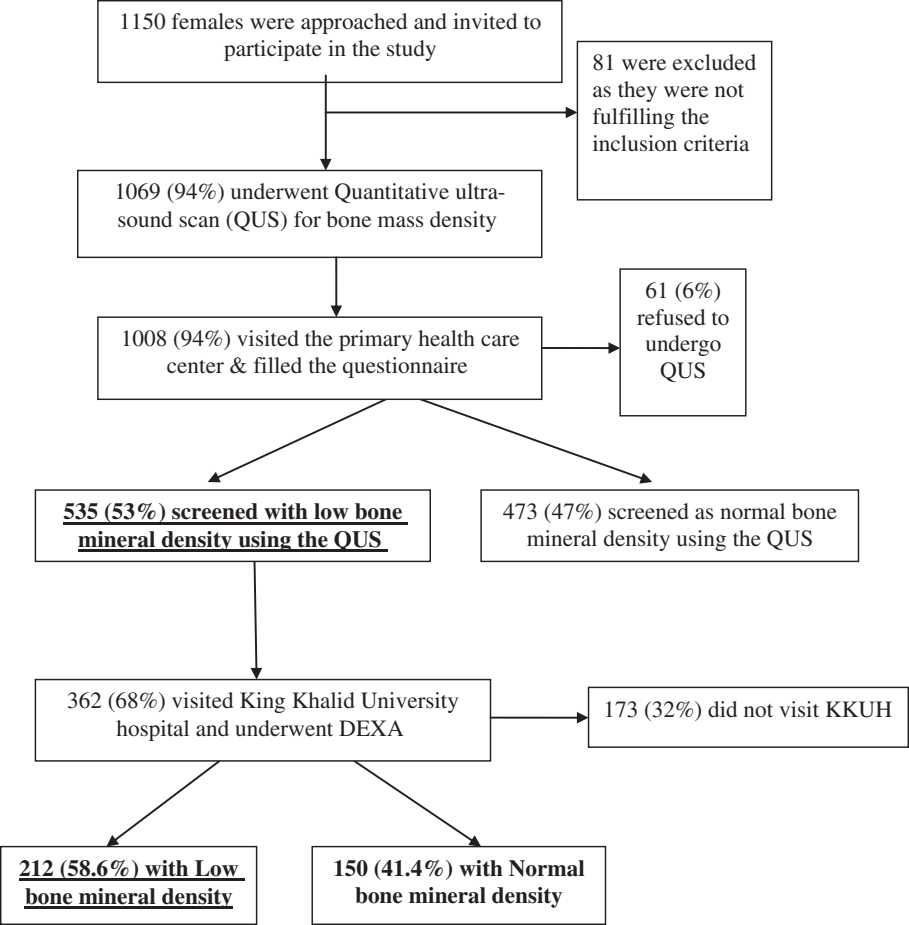 1150 females were approached and invited to
participate in the study
81 were excluded
as they were not
fulfilling the
inclusion criteria
1069 (94%) underwent Quantitative ultra-
sound scan (QUS) for bone mass density
61 (6%)
refused to
undergo
QUS
1008 (94%) visited the primary health care
center & filled the questionnaire
535 (53%) screened with low bone
mineral density using the QUS
473 (47%) screened as normal bone
mineral density using the QUS
362 (68%) visited King Khalid University
hospital and underwent DEXA
173 (32%) did not visit KKUH
212 (58.6%) with Low
bone mineral density
150 (41.4%) with Normal
bone mineral density